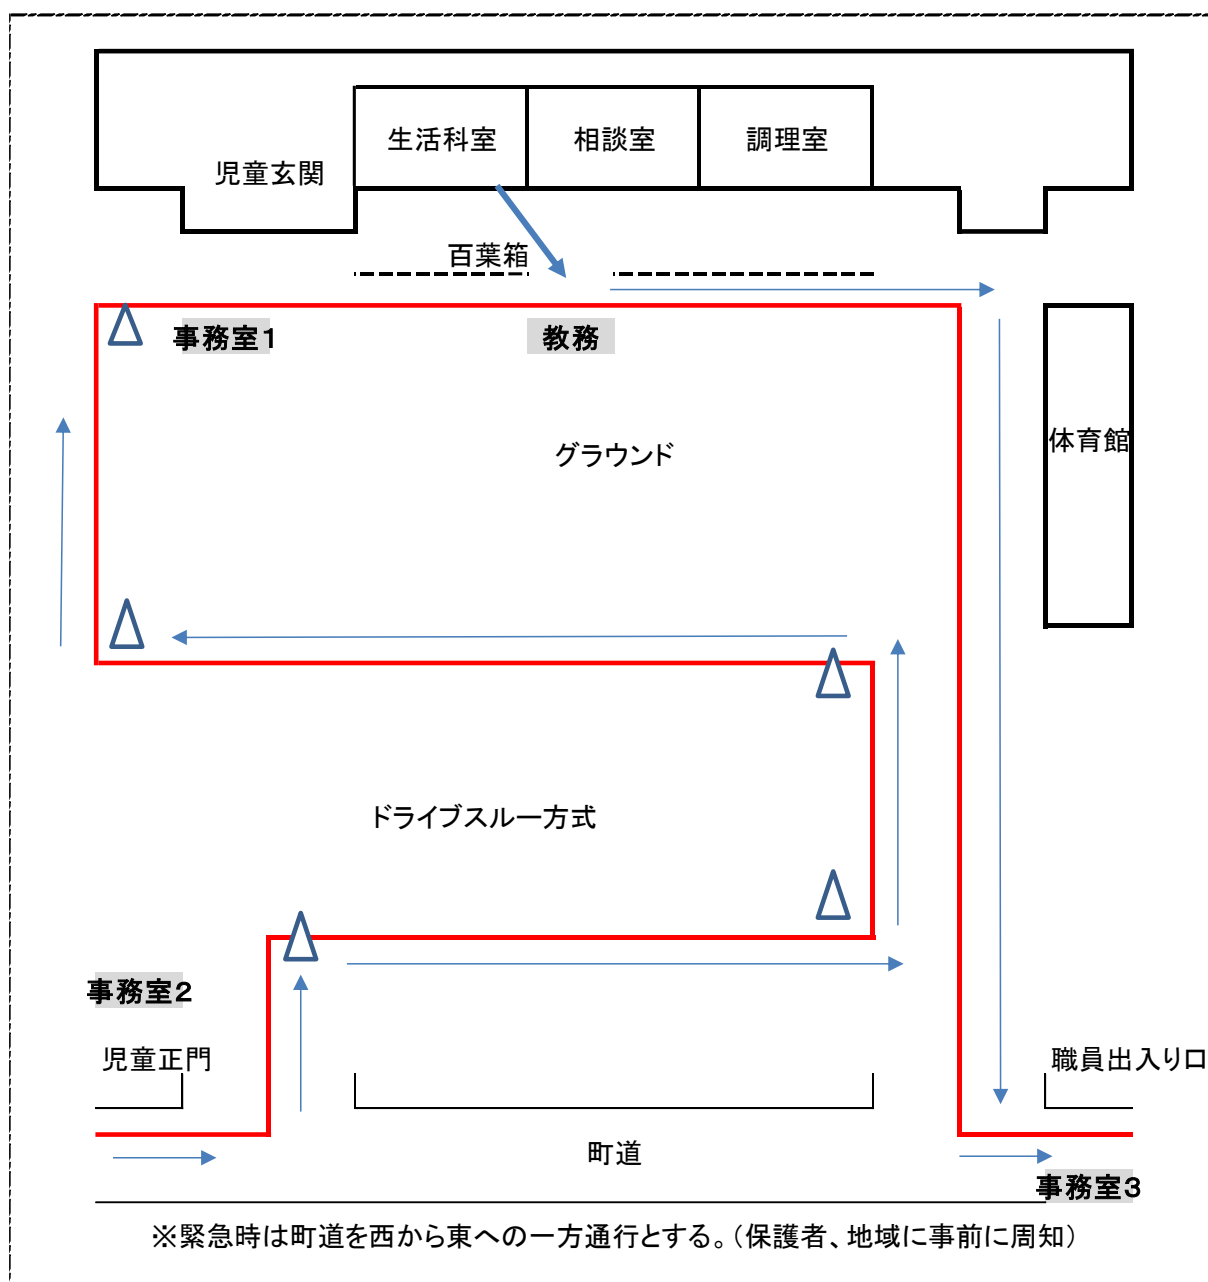 生活科室
相談室
調理室
児童玄関
百葉箱
事務室1
教務
グラウンド
体育館
ドライブスルー方式
事務室2
児童正門
職員出入り口
町道
事務室3
※緊急時は町道を西から東への一方通行とする。（保護者、地域に事前に周知）